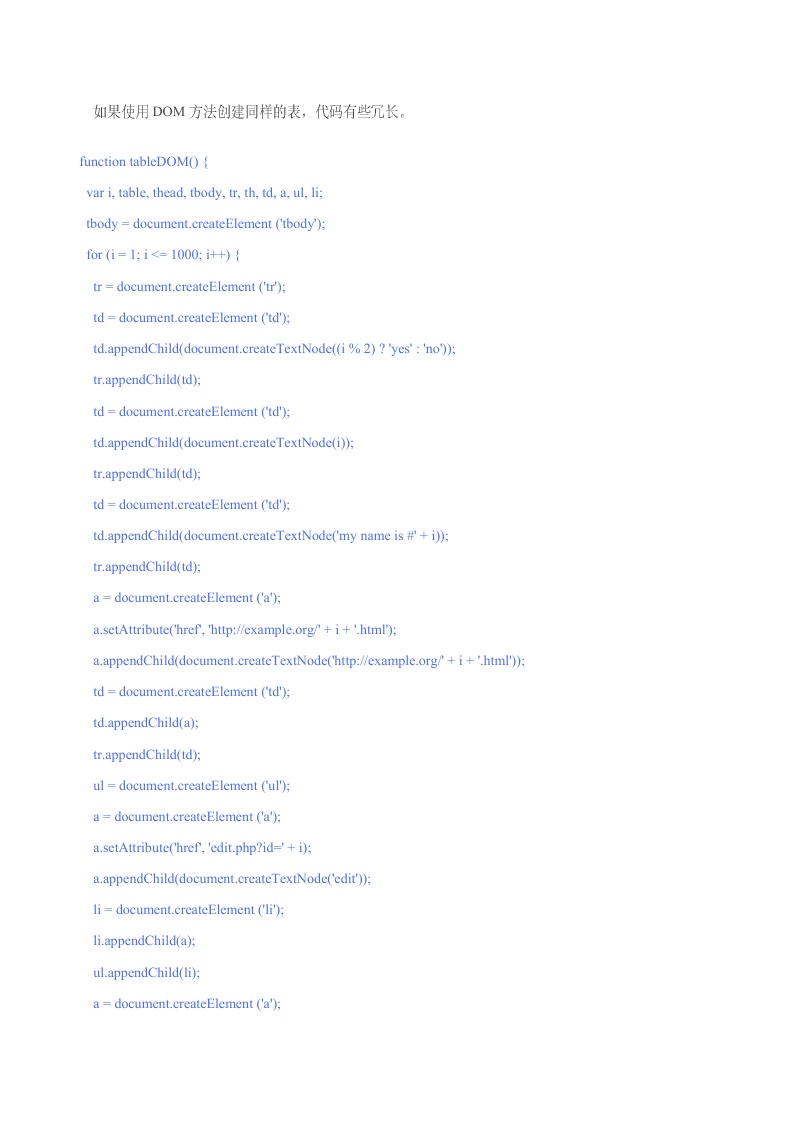 如果使用 DOM 方法创建同样的表，代码有些冗长。
function tableDOM() {
var i, table, thead, tbody, tr, th, td, a, ul, li;
tbody = document.createElement ('tbody');
for (i = 1; i <= 1000; i++) {
tr = document.createElement ('tr');
td = document.createElement ('td');
td.appendChild(document.createTextNode((i % 2) ? 'yes' : 'no'));
tr.appendChild(td);
td = document.createElement ('td');
td.appendChild(document.createTextNode(i));
tr.appendChild(td);
td = document.createElement ('td');
td.appendChild(document.createTextNode('my name is #' + i));
tr.appendChild(td);
a = document.createElement ('a');
a.setAttribute('href', 'http://example.org/' + i + '.html');
a.appendChild(document.createTextNode('http://example.org/' + i + '.html'));
td = document.createElement ('td');
td.appendChild(a);
tr.appendChild(td);
ul = document.createElement ('ul');
a = document.createElement ('a');
a.setAttribute('href', 'edit.php?id=' + i);
a.appendChild(document.createTextNode('edit'));
li = document.createElement ('li');
li.appendChild(a);
ul.appendChild(li);
a = document.createElement ('a');